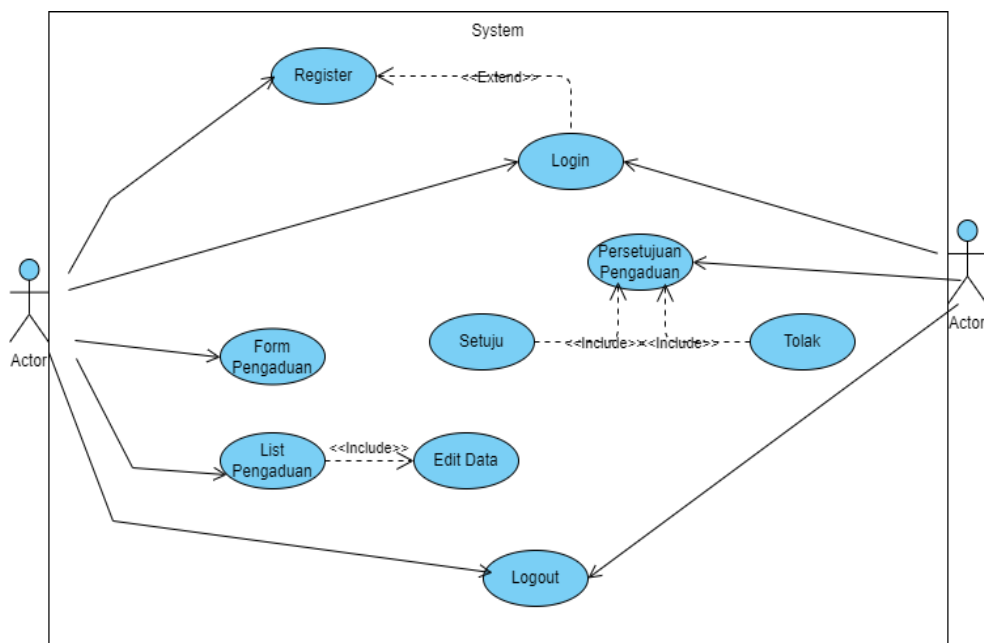 System
Register
<<Extend>>
Login
Persetujuan
Pengaduan
Actor
Actor
Form
Pengaduan
Setuju
<<Include>>
<<Include>>
Tolak
List
Pengaduan
<<Include>>
Edit Data
Logout